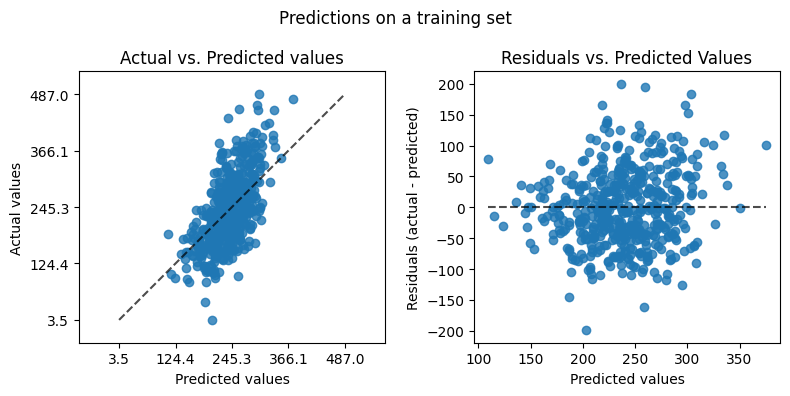 Predictions on a training set
Actual vs. Predicted values
487.0
366.1
245.3
124.4
3.5
Actual values
3.5 124.4 245.3 366.1 487.0
Predicted values
Residuals vs. Predicted Values
200
150
100
50
0
−50
−100
−150
−200
Residuals (actual - predicted)
100 150 200 250 300 350
Predicted values